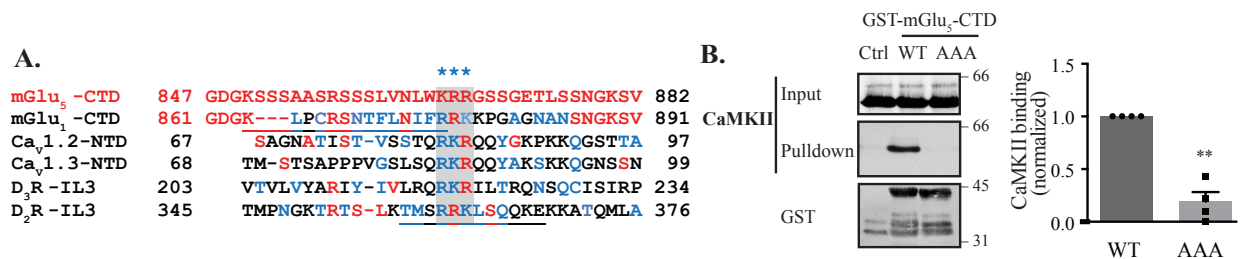 A.
***
mGlu5-CTD 847 GDGKSSSAASRSSSLVNLWKRRGSSGETLSSNGKSV 882
mGlu1-CTD 861 GDGK---LPCRSNTFLNIFRRKKPGAGNANSNGKSV 891
Cav1.2-NTD 67 SAGNATIST-VSSTQRKRQQYGKPKKQGSTTA 97
Cav1.3-NTD 68 TM-STSAPPPVGSLSQRKRQQYAKSKKQGNSSN 99
D3R-IL3 203 VTVLVYARIY-IVLRQRKRILTRQNSQCISIRP 234
D2R-IL3 345 TMPNGKTRTS-LKTMSRRKLSQQKEKKATQMLA 376
B.
GST-mGlu5-CTD
Ctrl WT AAA
CaMKII
Input
66
Pulldown
66
GST
45
31
CaMKII binding
(normalized)
1.5
1.0
0.5
0.0
**
WT AAA